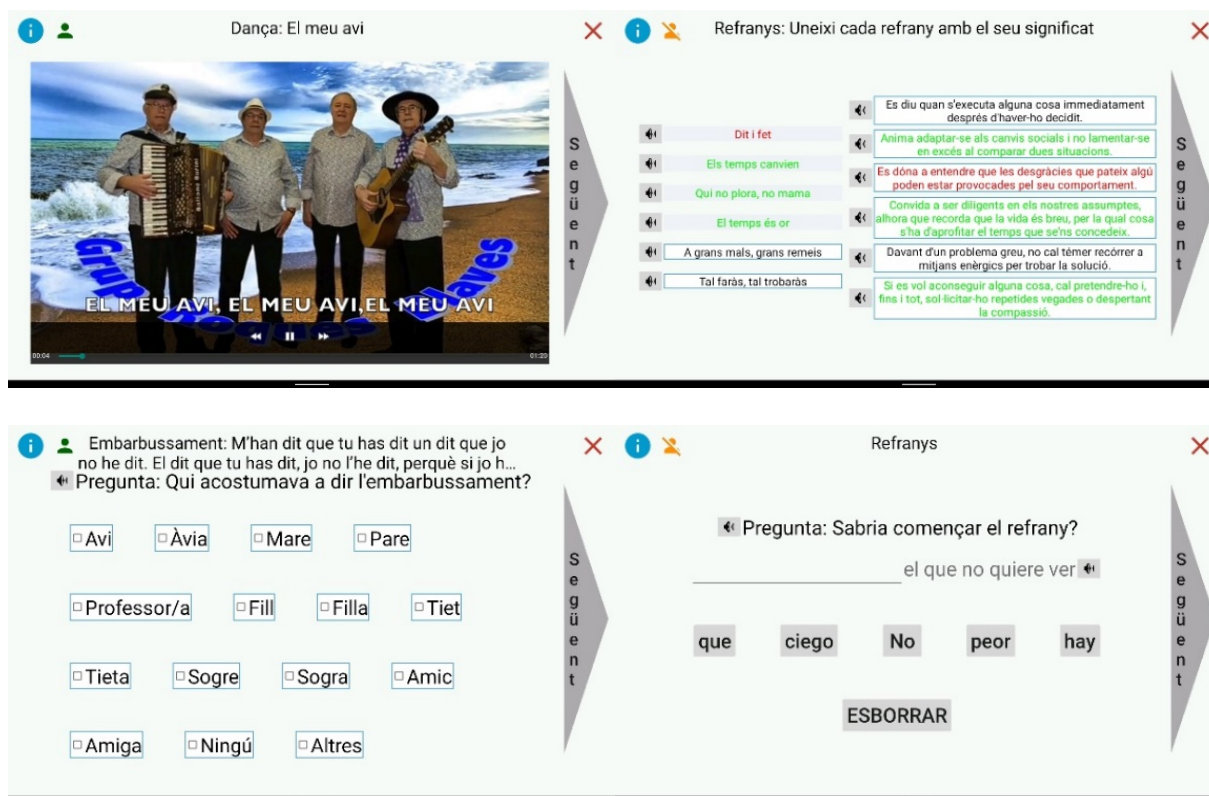 Dança: El meu avi
Grup Roques Blaves
EL MEU AVI, EL MEU AVI,EL MEU AVI
00:04
01:20
Següent
Refranys: Uneixi cada refrany amb el seu significat
Dit i fet
Els temps canvien
Qui no plora, no mama
El temps és or
A grans mals, grans remeis
Tal faràs, tal trobaràs
Es diu quan s'executa alguna cosa immediatament
després d'haver-ho decidit.
Anima adaptar-se als canvis socials i no lamentar-se
en excés al comparar dues situacions.
Es dóna a entendre que les desgràcies que pateix algú
poden estar provocades pel seu comportament.
Convida a ser diligents en els nostres assumptes,
alhora que recorda que la vida és breu, per la qual cosa
s'ha d'aprofitar el temps que se'ns concedeix.
Davant d'un problema greu, no cal témer recórrer a
mitjans enèrgics per trobar la solució.
Si es vol aconseguir alguna cosa, cal pretendre-ho i,
fins i tot, sol·licitar-ho repetides vegades o despertant
la compassió.
Següent
Embarbussament: M'han dit que tu has dit un dit que jo
no he dit. El dit que tu has dit, jo no l'he dit, perquè si jo h...
Pregunta: Qui acostumava a dir l'embarbussament?
Avi Àvia Mare Pare
Professor/a Fill Filla Tiet
Tieta Sogre Sogra Amic
Amiga Ningú Altres
Següent
Refranys
Pregunta: Sabria començar el refrany?
el que no quiere ver
que ciego No peor hay
ESBORRAR
Següent